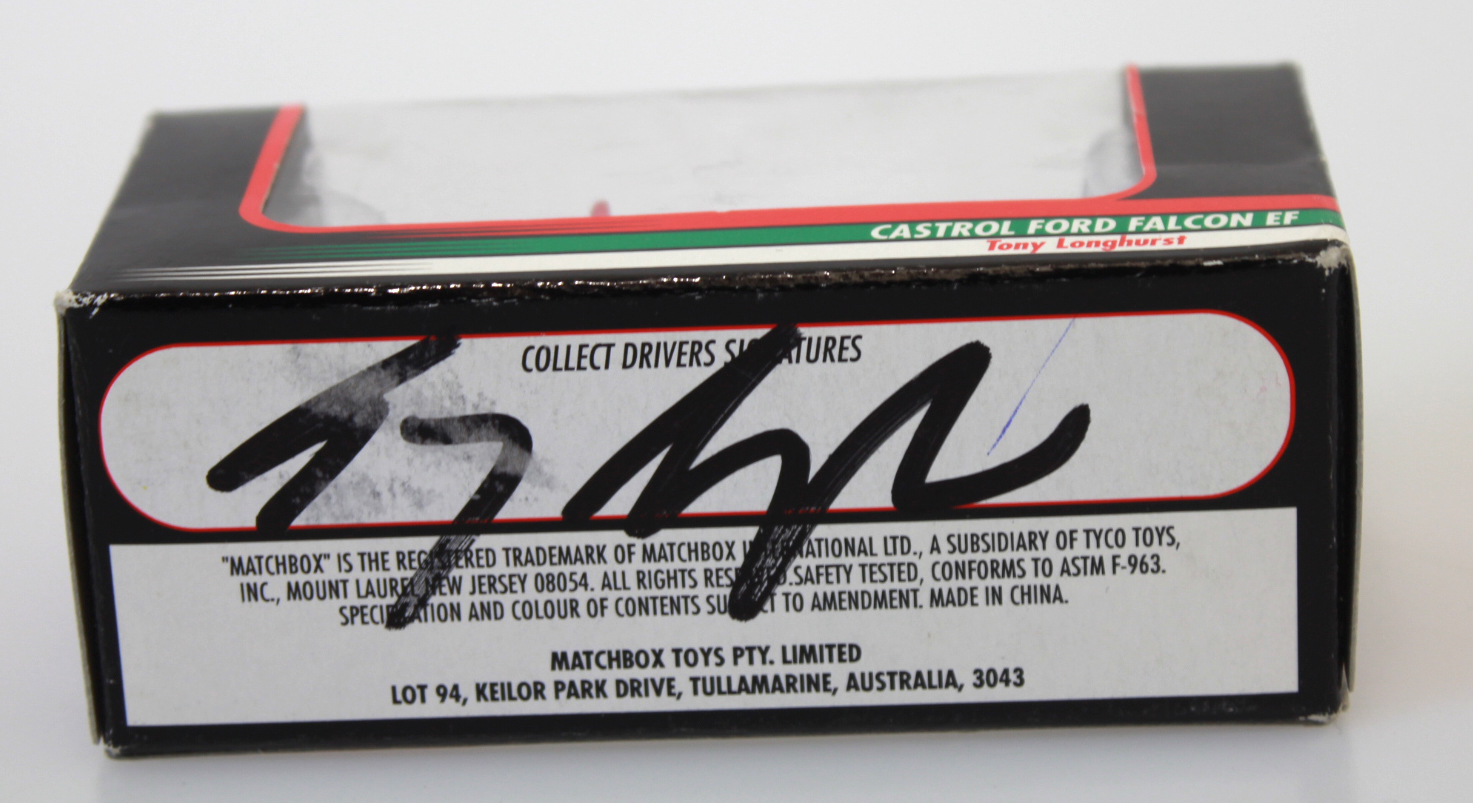 CASTROL FORD FALCON EF
Tony Longhurst
COLLECT DRIVERS SIGNATURES
"MATCHBOX" IS THE REGISTERED TRADEMARK OF MATCHBOX INTERNATIONAL LTD., A SUBSIDIARY OF TYCO TOYS,
INC., MOUNT LAUREL NEW JERSEY 08054. ALL RIGHTS RESERVED.SAFETY TESTED, CONFORMS TO ASTM F-963.
SPECIFICATION AND COLOUR OF CONTENTS SUBJECT TO AMENDMENT. MADE IN CHINA.
MATCHBOX TOYS PTY. LIMITED
LOT 94, KEILOR PARK DRIVE, TULLAMARINE, AUSTRALIA, 3043